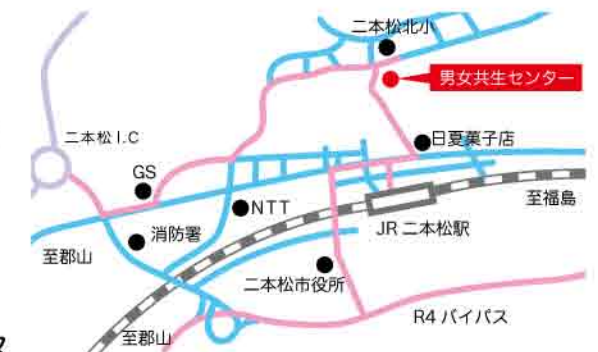 二本松北小
男女共生センター
二本松 I.C
日夏菓子店
GS
NTT
至福島
消防署
JR 二本松駅
至郡山
二本松市役所
R4 バイパス
至郡山